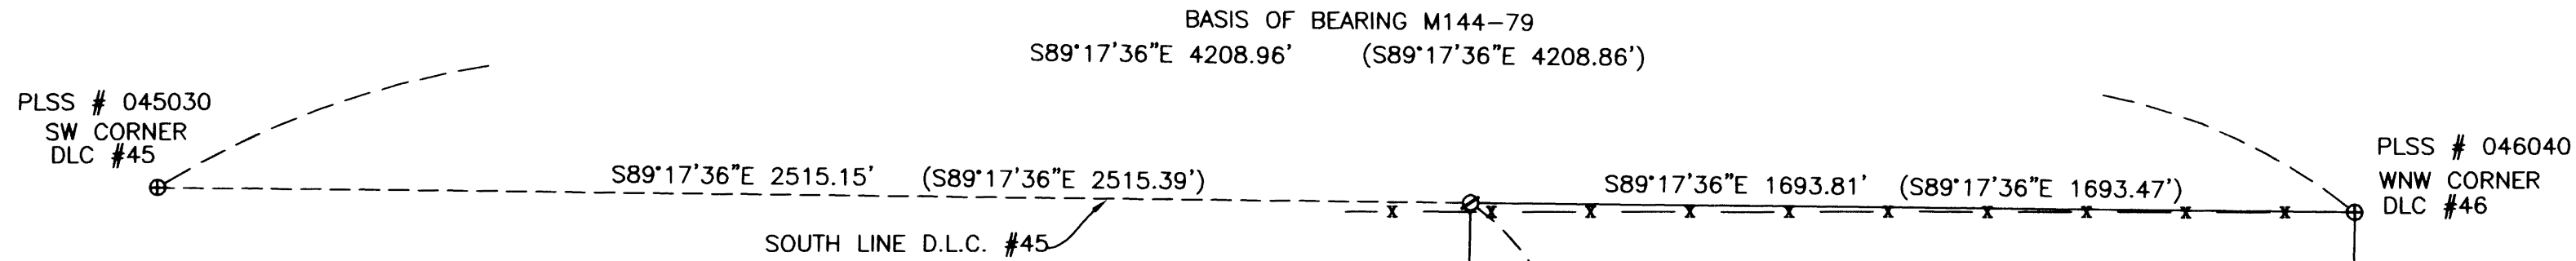 BASIS OF BEARING M144-79
S89°17'36"E 4208.96' (S89°17'36"E 4208.86')
PLSS # 045030
SW CORNER
DLC #45
S89°17'36"E 2515.15' (S89°17'36"E 2515.39')
SOUTH LINE D.L.C. #45
S89°17'36"E 1693.81' (S89°17'36"E 1693.47')
PLSS # 046040
WNW CORNER
DLC #46